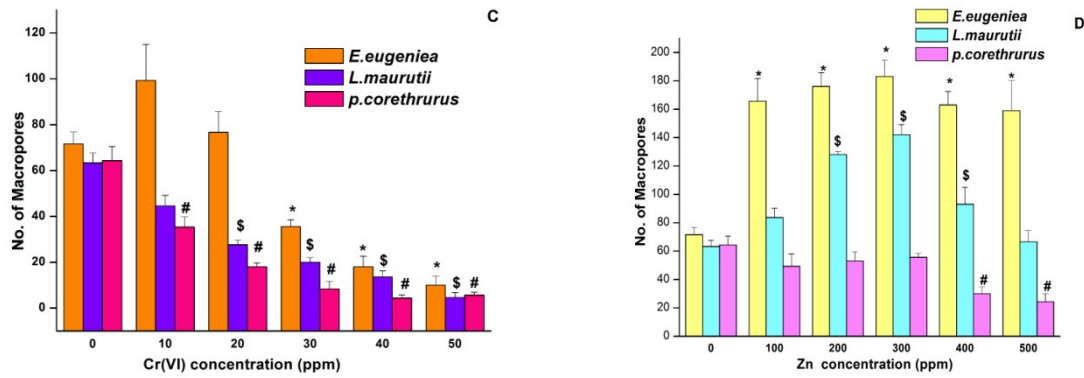 C
No. of Macropores
120
100
80
60
40
20
0
E.eugeniea
L.maurutii
p.corethrurus
#
$
#
*
$
#
*
$
#
*
$
#
0 10 20 30 40 50
Cr(VI) concentration (ppm)
D
No. of Macropores
200
180
160
140
120
100
80
60
40
20
0
E.eugeniea
L.maurutii
p.corethrurus
*
*
$
*
$
*
$
#
*
#
0 100 200 300 400 500
Zn concentration (ppm)